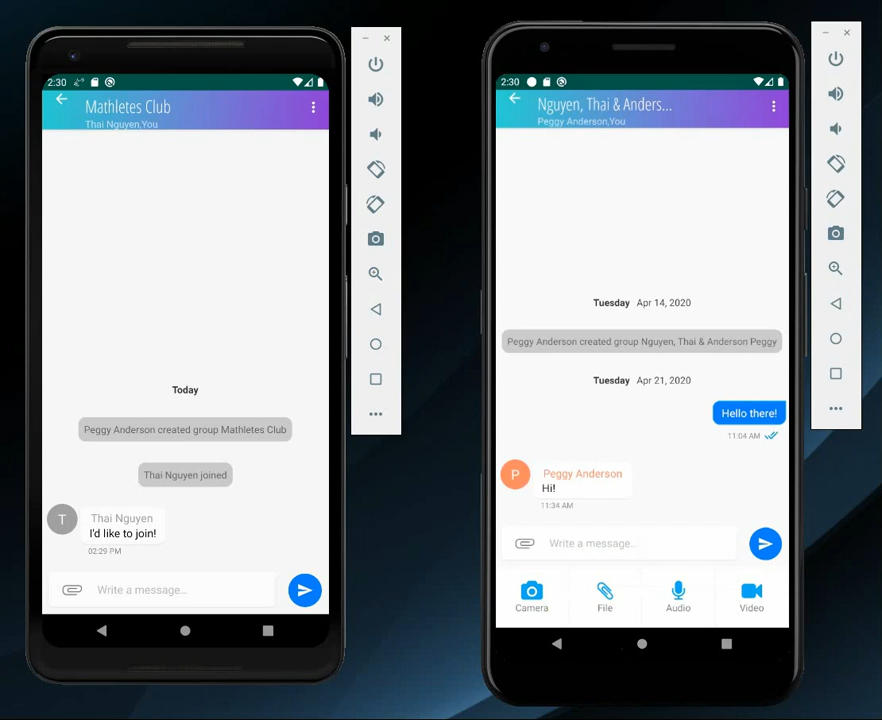 2:30
Mathletes Club
Thai Nguyen,You
Today
Peggy Anderson created group Mathletes Club
Thai Nguyen joined
T
Thai Nguyen
I'd like to join!
02:29 PM
Write a message...
2:30
Nguyen, Thai & Anders...
Peggy Anderson,You
Tuesday Apr 14, 2020
Peggy Anderson created group Nguyen, Thai & Anderson Peggy
Tuesday Apr 21, 2020
Hello there!
11:04 AM
P
Peggy Anderson
Hi!
11:34 AM
Write a message...
Camera File Audio Video